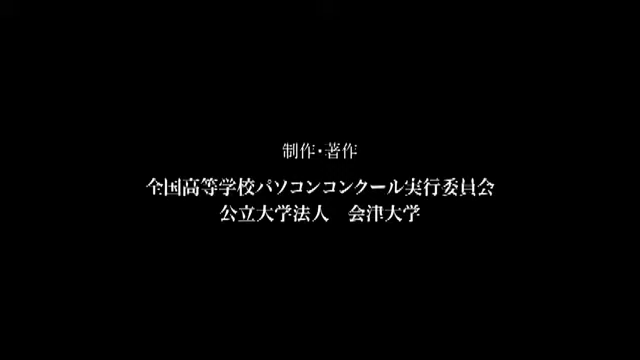 制作・著作
全国高等学校パソコンコンクール実行委員会
公立大学法人　会津大学